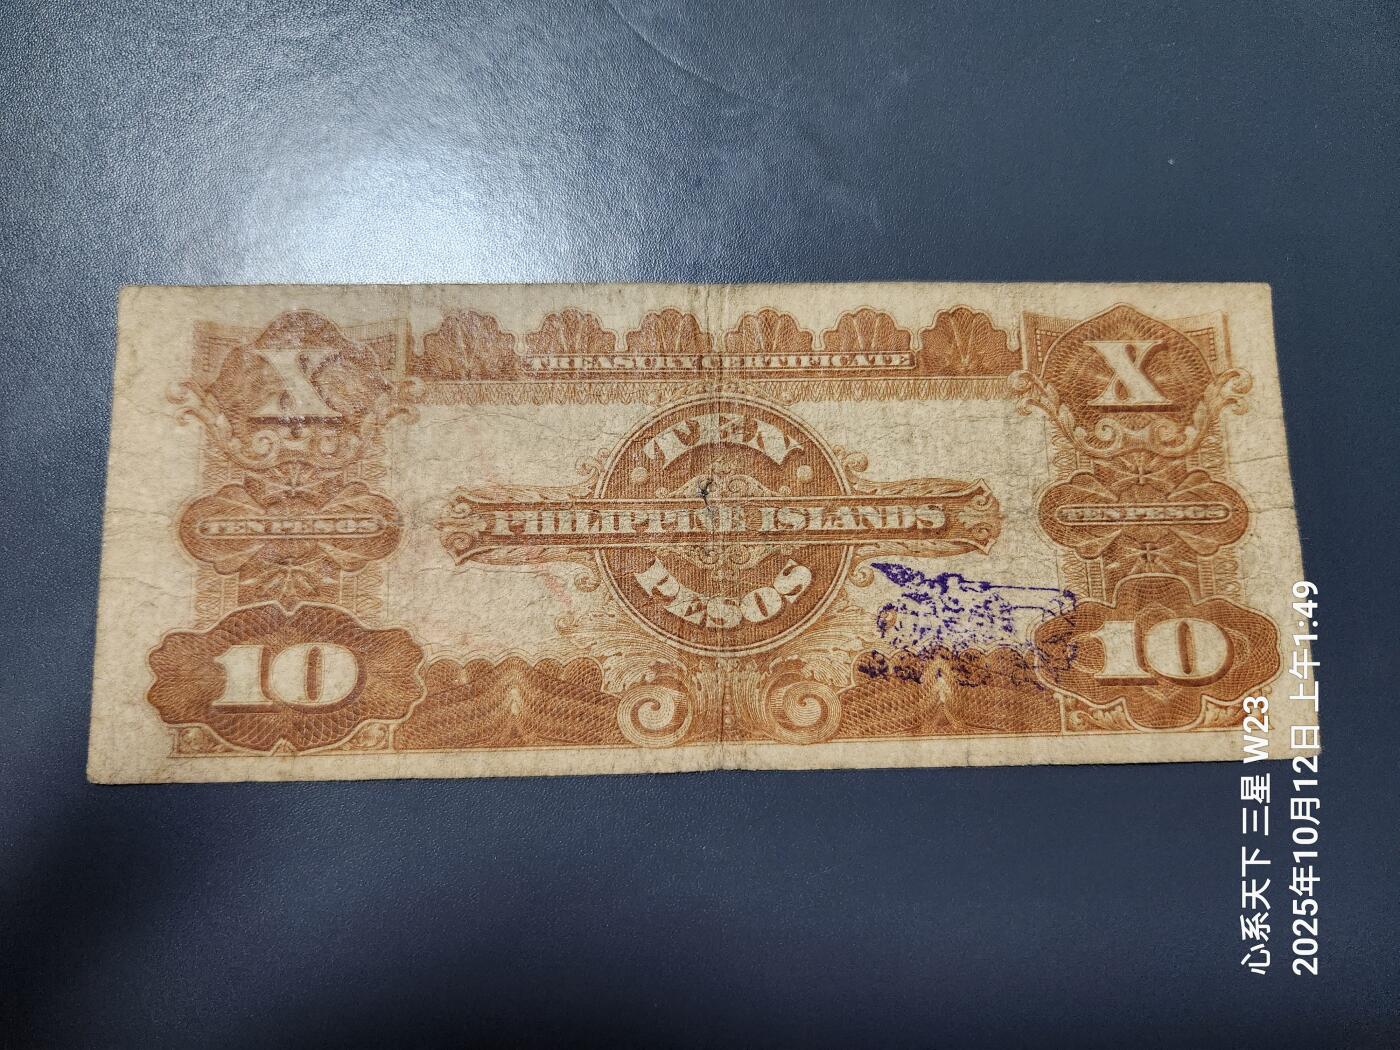 X
TREASURY CERTIFICATE
X
TEN
TEN PESOS
PHILIPPINE ISLANDS
TEN PESOS
PESOS
10
10
心系天下 三星 W23
2025年10月12日 上午1:49